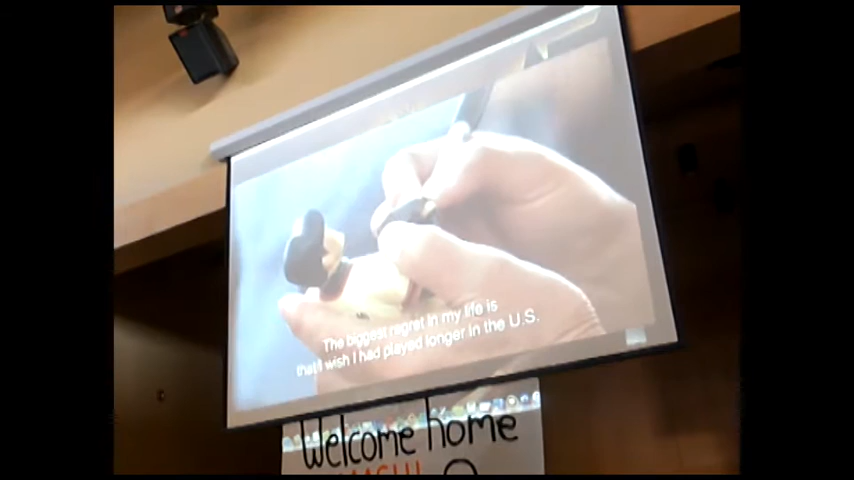 The biggest regret in my life is
that I wish I had played longer in the U.S.
Welcome home